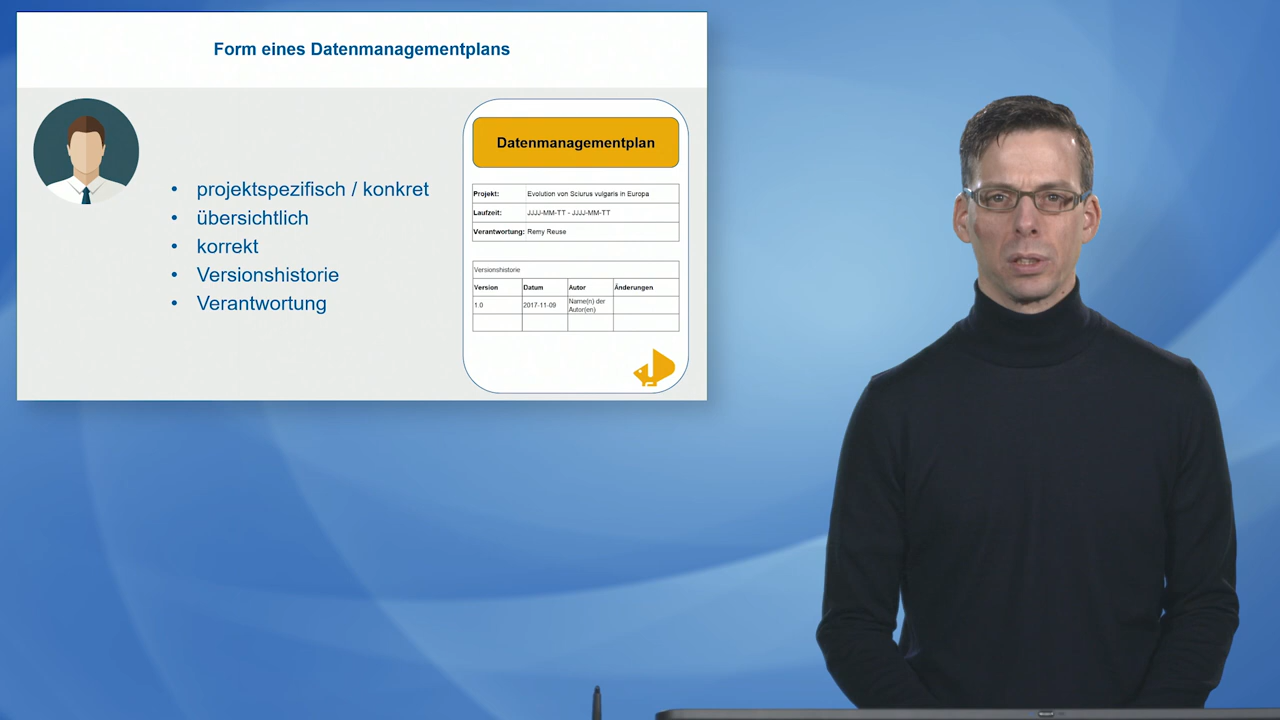 Form eines Datenmanagementplans
• projektspezifisch / konkret
• übersichtlich
• korrekt
• Versionshistorie
• Verantwortung
Datenmanagementplan
Projekt: Evolution von Sciurus vulgaris in Europa
Laufzeit: JJJJ-MM-TT - JJJJ-MM-TT
Verantwortung: Remy Reuse
Versionshistorie
Version Datum Autor Änderungen
1.0 2017-11-09 Name(n) der
Autor(en)